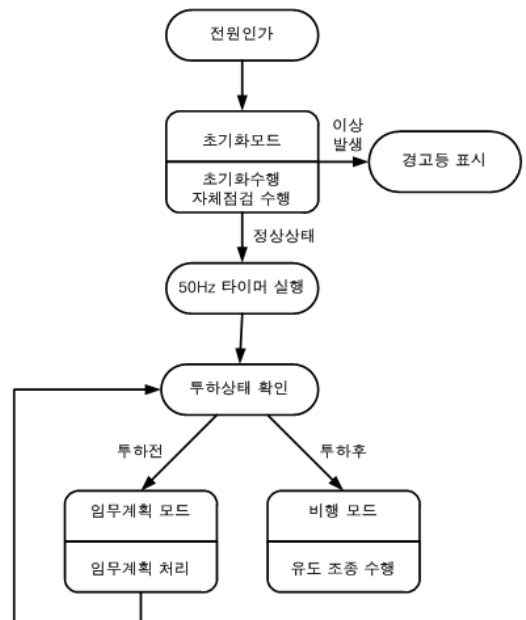 전원인가
초기화모드
초기화수행
자체점검 수행
이상
발생
경고등 표시
정상상태
50Hz 타이머 실행
투하상태 확인
투하전
투하후
임무계획 모드
임무계획 처리
비행 모드
유도 조종 수행